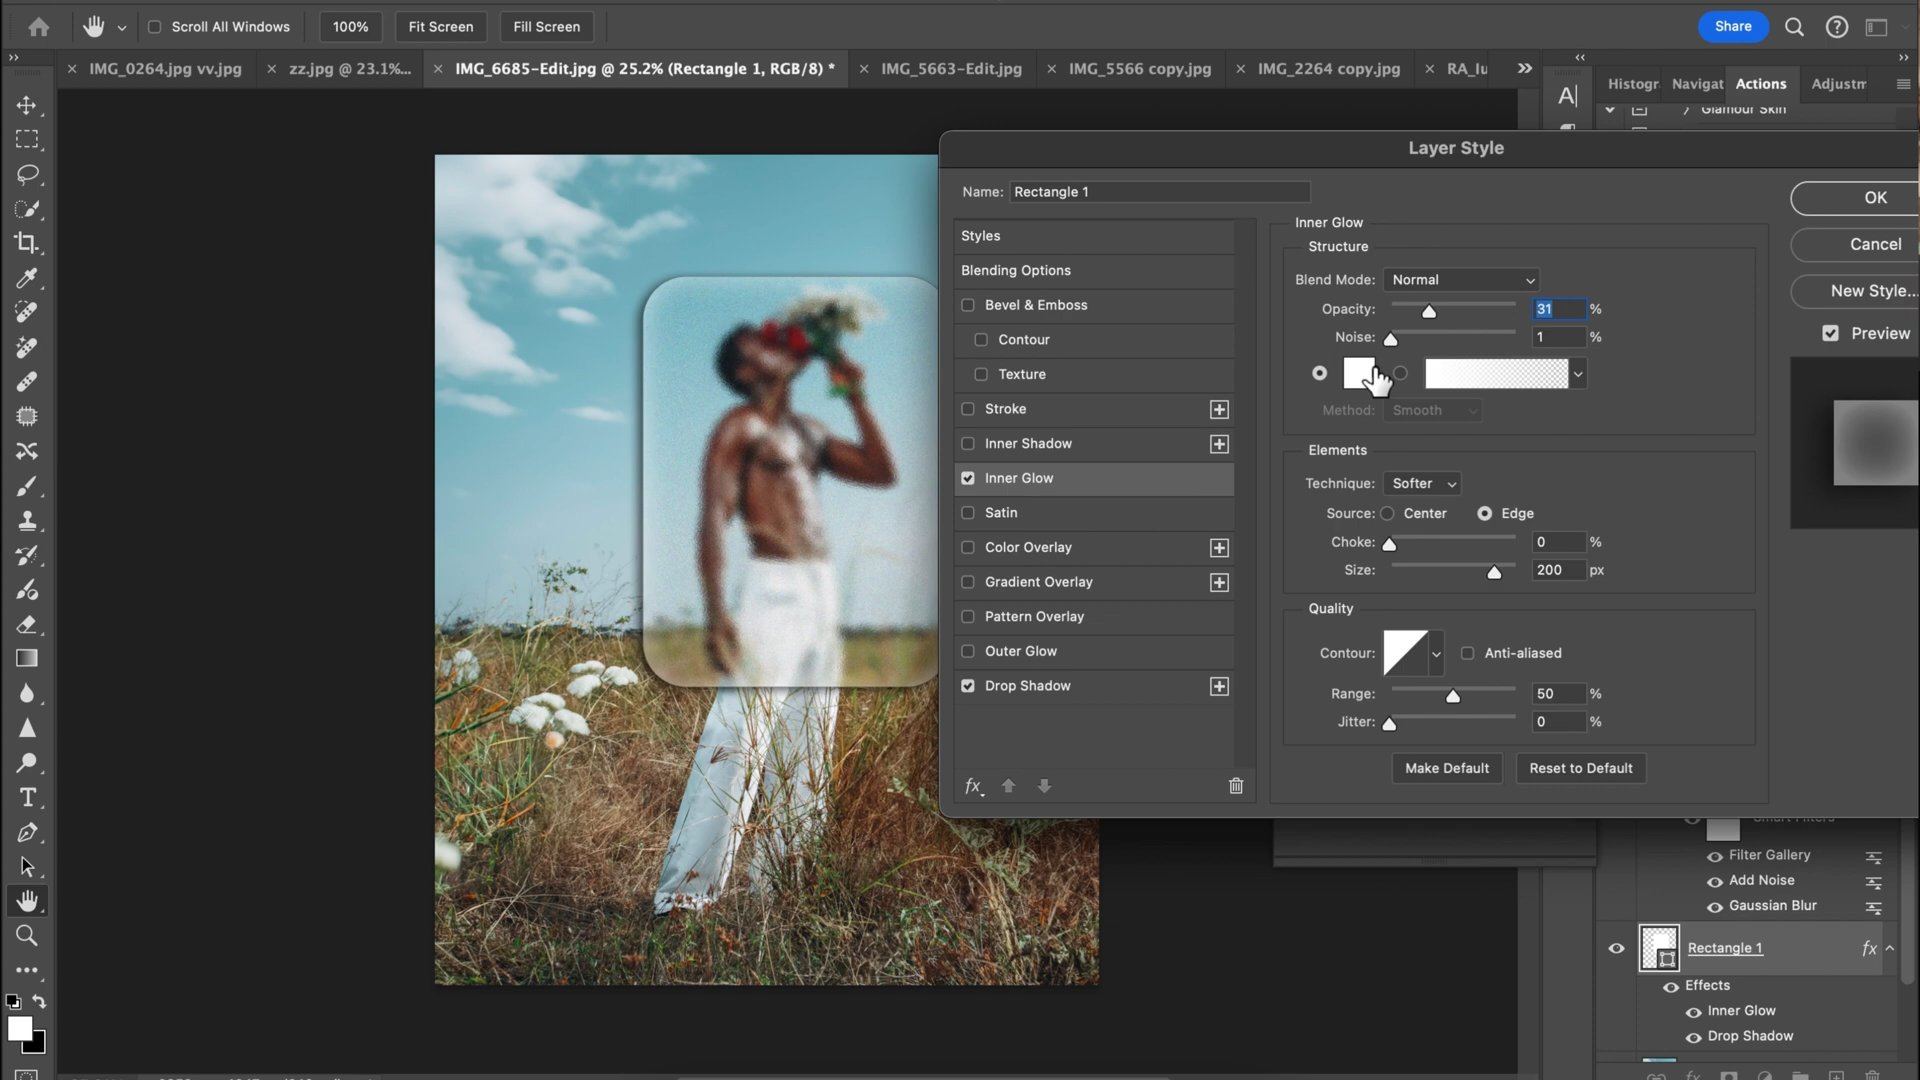 Scroll All Windows
100%
Fit Screen
Fill Screen
Share
IMG_0264.jpg vv.jpg
zz.jpg @ 23.1%...
IMG_6685-Edit.jpg @ 25.2% (Rectangle 1, RGB/8) *
IMG_5663-Edit.jpg
IMG_5566 copy.jpg
IMG_2264 copy.jpg
Histogr
Navigat
Actions
Adjustm
Glamour Skin
Layer Style
Name: Rectangle 1
Styles
Blending Options
Bevel & Emboss
Contour
Texture
Stroke
Inner Shadow
Inner Glow
Satin
Color Overlay
Gradient Overlay
Pattern Overlay
Outer Glow
Drop Shadow
fx
Inner Glow
Structure
Blend Mode: Normal
Opacity: 31 %
Noise: 1 %
Method: Smooth
Elements
Technique: Softer
Source: Center Edge
Choke: 0 %
Size: 200 px
Quality
Contour: Anti-aliased
Range: 50 %
Jitter: 0 %
Make Default
Reset to Default
OK
Cancel
New Style...
Preview
Filter Gallery
Add Noise
Gaussian Blur
Rectangle 1
fx
Effects
Inner Glow
Drop Shadow